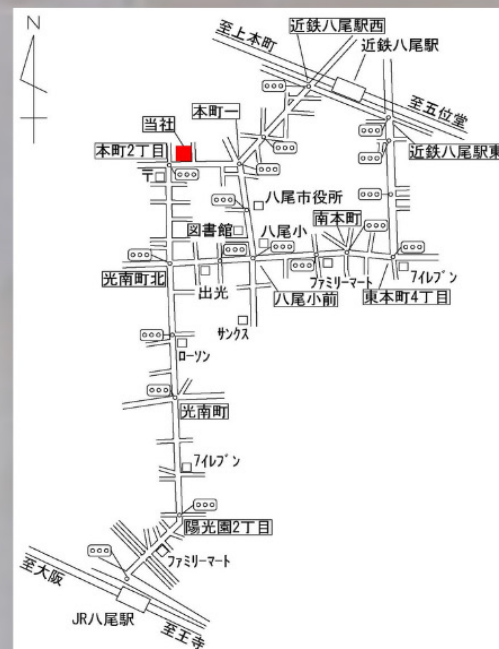 N
近鉄八尾駅西
至上本町
近鉄八尾駅
至五位堂
当社
本町一
本町2丁目
近鉄八尾駅東
〒
八尾市役所
図書館
八尾小
南本町
光南町北
出光
八尾小前
ファミリーマート
7イレブン
東本町4丁目
サンクス
ローソン
光南町
7イレブン
陽光園2丁目
ファミリーマート
至大阪
JR八尾駅
至王寺